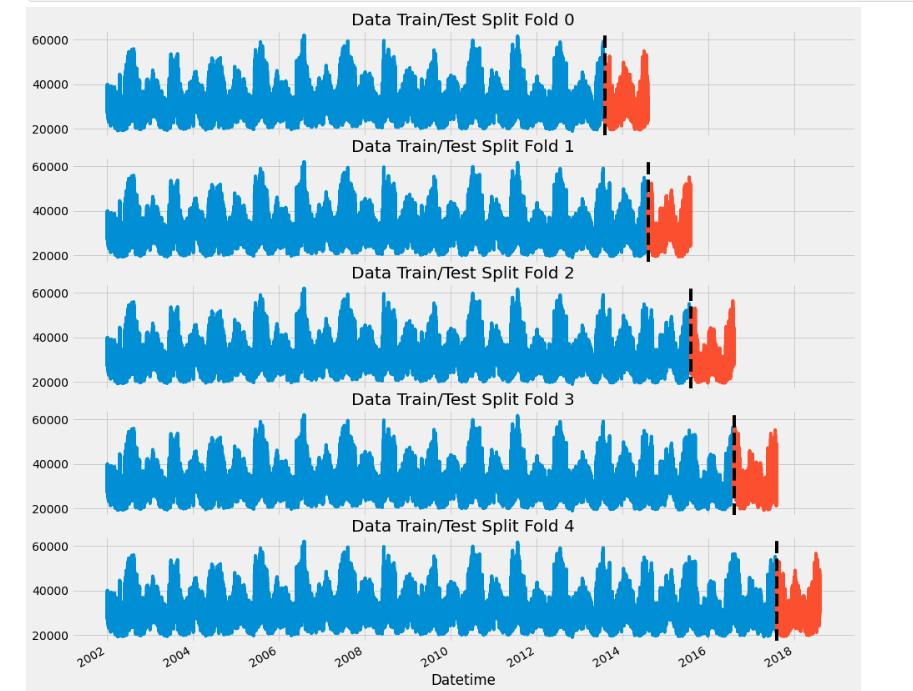 Data Train/Test Split Fold 0
60000
40000
20000
Data Train/Test Split Fold 1
60000
40000
20000
Data Train/Test Split Fold 2
60000
40000
20000
Data Train/Test Split Fold 3
60000
40000
20000
Data Train/Test Split Fold 4
60000
40000
20000
2002 2004 2006 2008 2010 2012 2014 2016 2018
Datetime